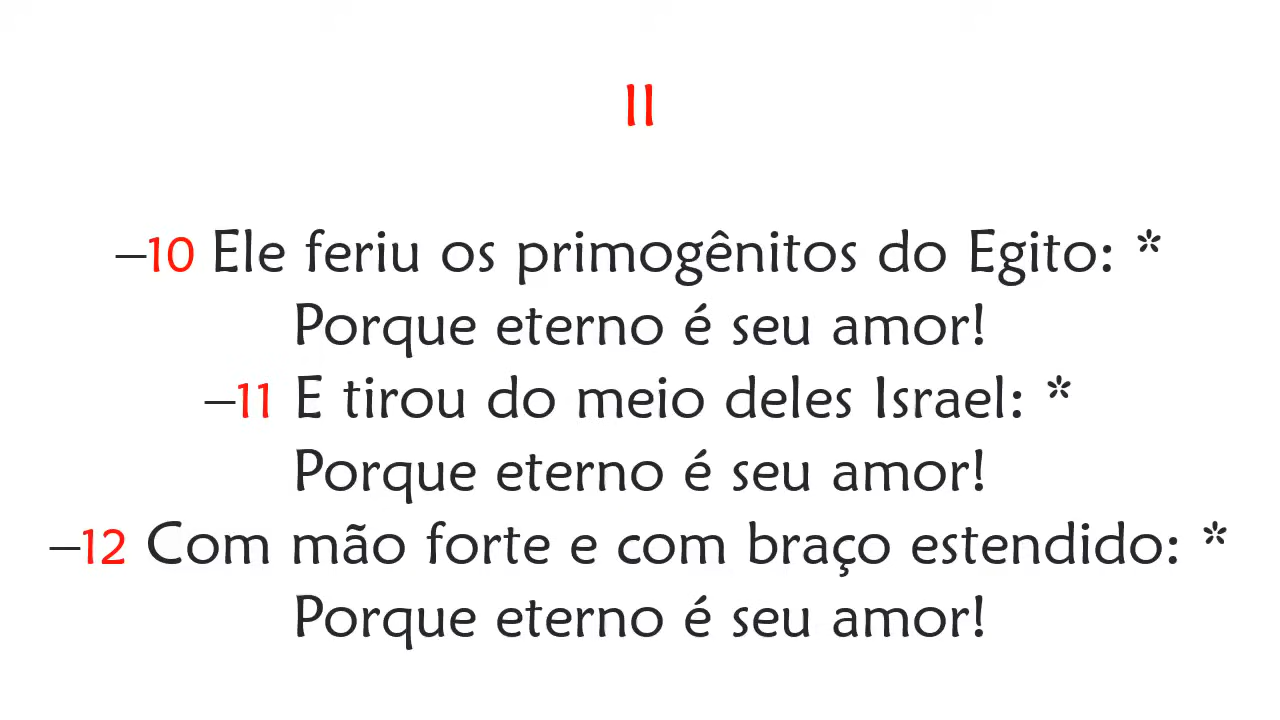 II
–10 Ele feriu os primogênitos do Egito: *
Porque eterno é seu amor!
–11 E tirou do meio deles Israel: *
Porque eterno é seu amor!
–12 Com mão forte e com braço estendido: *
Porque eterno é seu amor!